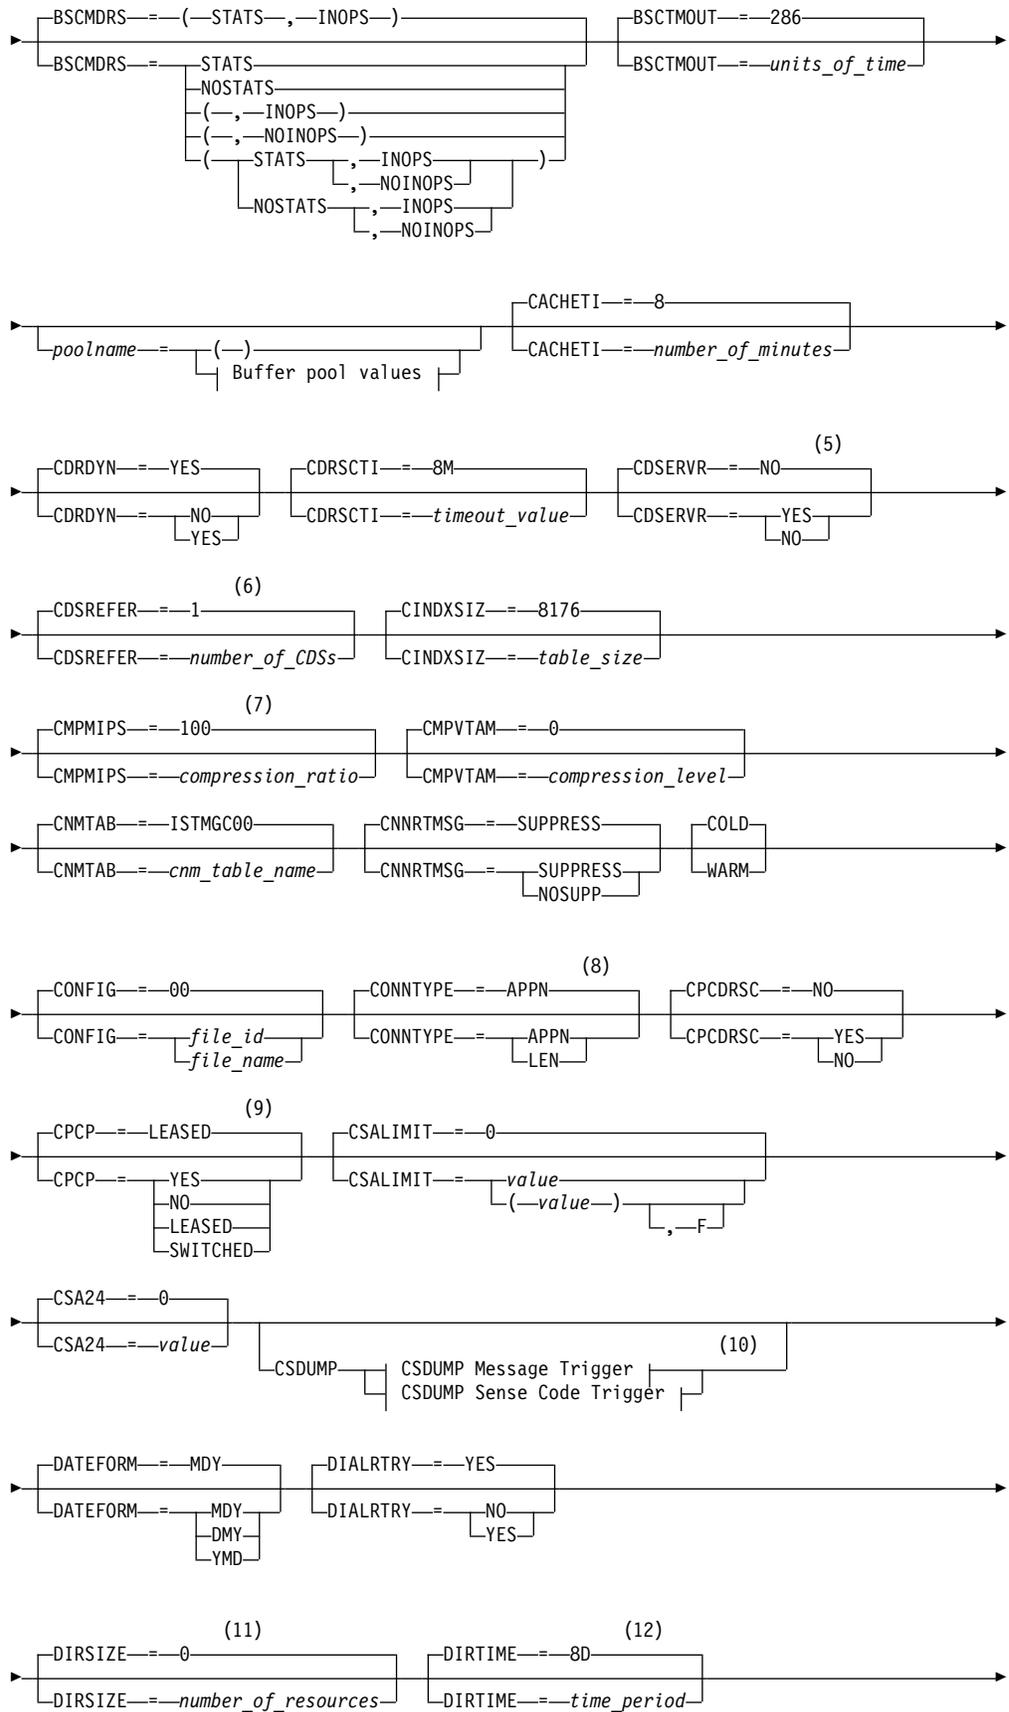 BSCMDRS = ( STATS , INOPS ) BSCTMOUT = 286
BSCMDRS = STATS BSCTMOUT = units_of_time
NOSTATS
( , INOPS )
( , NOINOPS )
( STATS , INOPS )
, NOINOPS
NOSTATS , INOPS
, NOINOPS
CACHETI = 8
poolname = ( ) CACHETI = number_of_minutes
Buffer pool values
(5)
CDRDYN = YES CDRSCTI = 8M CDSERVR = NO
CDRDYN = NO CDRSCTI = timeout_value CDSERVR = YES
YES NO
(6)
CDSREFER = 1 CINDXSIZ = 8176
CDSREFER = number_of_CDSs CINDXSIZ = table_size
(7)
CMPMIPS = 100 CMPVTAM = 0
CMPMIPS = compression_ratio CMPVTAM = compression_level
CNMTAB = ISTMGC00 CNNRTMSG = SUPPRESS COLD
CNMTAB = cnm_table_name CNNRTMSG = SUPPRESS WARM
NOSUPP
(8)
CONFIG = 00 CONNTYPE = APPN CPCDRSC = NO
CONFIG = file_id CONNTYPE = APPN CPCDRSC = YES
file_name LEN NO
(9)
CPCP = LEASED CSALIMIT = 0
CPCP = YES CSALIMIT = value
NO ( value )
LEASED , F
SWITCHED
CSA24 = 0
CSA24 = value (10)
CSDUMP CSDUMP Message Trigger
CSDUMP Sense Code Trigger
DATEFORM = MDY DIALRTRY = YES
DATEFORM = MDY DIALRTRY = NO
DMY YES
YMD
(11) (12)
DIRSIZE = 0 DIRTIME = 8D
DIRSIZE = number_of_resources DIRTIME = time_period